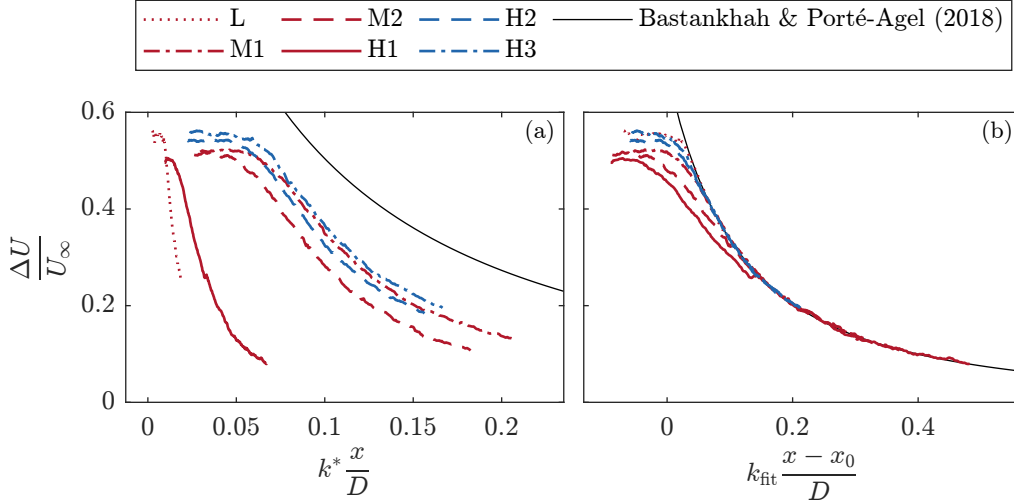 L M2 H2 Bastankhah & Porté-Agel (2018)
M1 H1 H3
(a) (b)
0.6
0.4
0.2
0
ΔU/U∞
0 0.05 0.1 0.15 0.2 0 0.2 0.4
k* x/D k_fit (x − x₀)/D